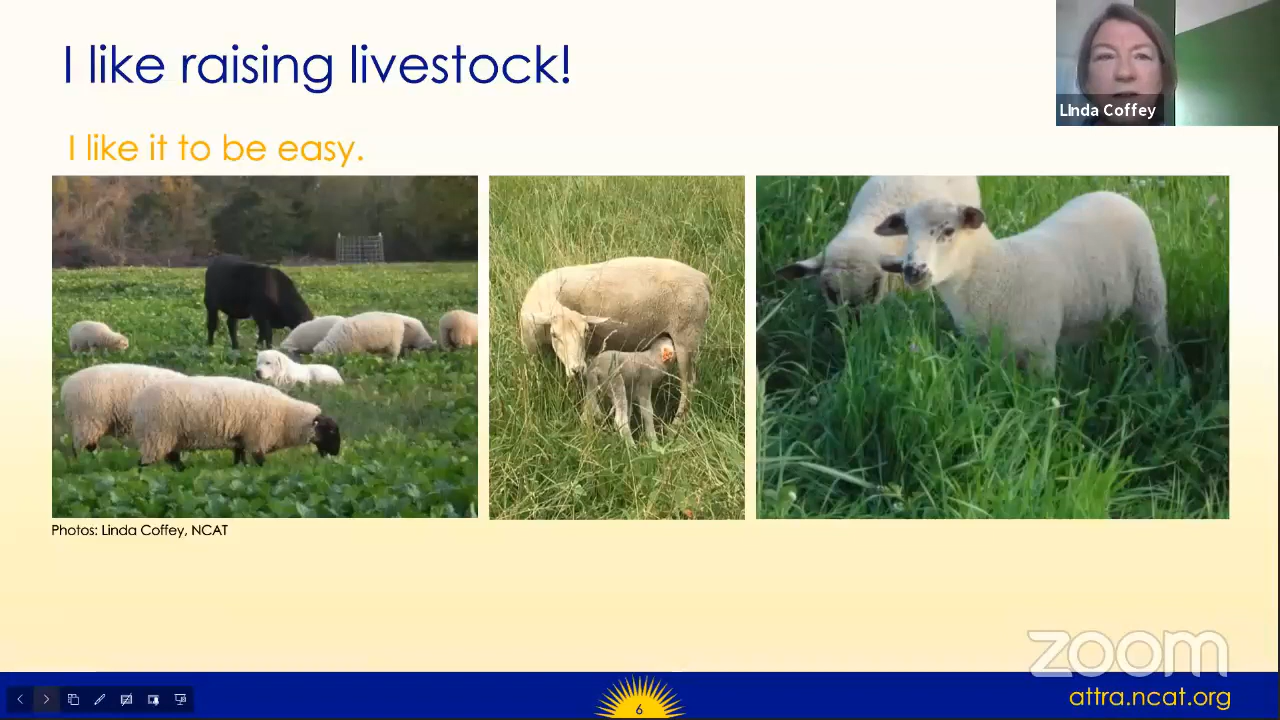 I like raising livestock!
Linda Coffey
I like it to be easy.
Photos: Linda Coffey, NCAT
zoom
attra.ncat.org
6